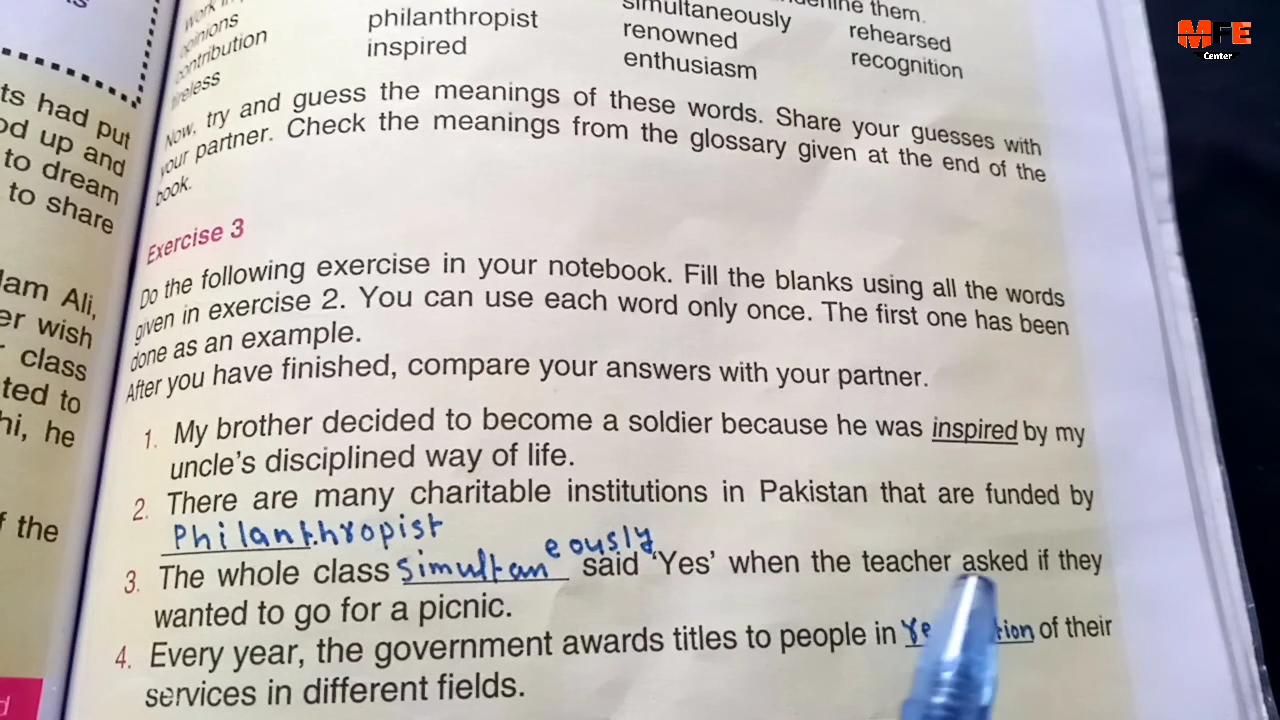 MFE
Center
opinions
contribution
tireless
philanthropist
inspired
simultaneously
renowned
enthusiasm
them.
rehearsed
recognition
Now, try and guess the meanings of these words. Share your guesses with
your partner. Check the meanings from the glossary given at the end of the
book.
Exercise 3
Do the following exercise in your notebook. Fill the blanks using all the words
given in exercise 2. You can use each word only once. The first one has been
done as an example.
After you have finished, compare your answers with your partner.
1. My brother decided to become a soldier because he was inspired by my
uncle's disciplined way of life.
2. There are many charitable institutions in Pakistan that are funded by
Philanthropist
3. The whole class Simultaneously said 'Yes' when the teacher asked if they
wanted to go for a picnic.
4. Every year, the government awards titles to people in re tion of their
services in different fields.
ts had put
od up and
to dream
to share
lam Ali,
er wish
class
ted to
hi, he
f the